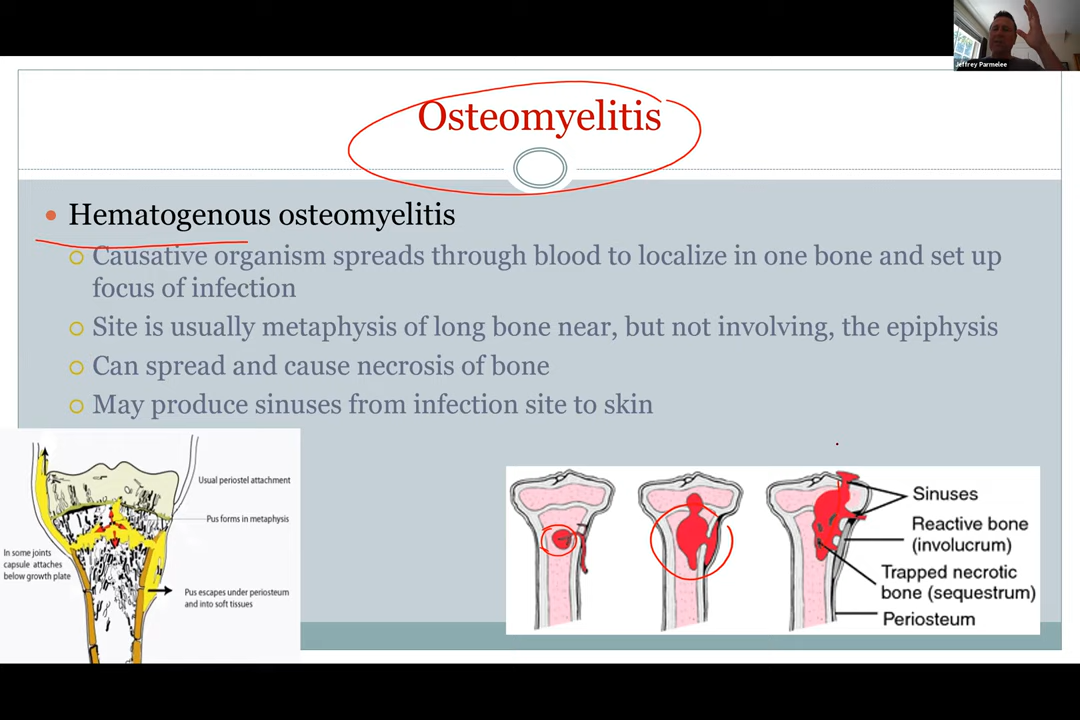 Jeffrey Parmelee
Osteomyelitis
Hematogenous osteomyelitis
Causative organism spreads through blood to localize in one bone and set up
focus of infection
Site is usually metaphysis of long bone near, but not involving, the epiphysis
Can spread and cause necrosis of bone
May produce sinuses from infection site to skin
Usual periostel attachment
Pus forms in metaphysis
In some joints
capsule attaches
below growth plate
Pus escapes under periosteum
and into soft tissues
Sinuses
Reactive bone
(involucrum)
Trapped necrotic
bone (sequestrum)
Periosteum